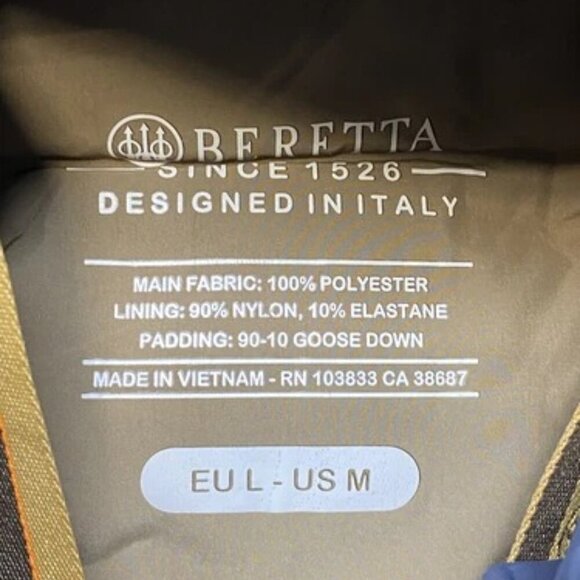 BERETTA
SINCE 1526
DESIGNED IN ITALY
MAIN FABRIC: 100% POLYESTER
LINING: 90% NYLON, 10% ELASTANE
PADDING: 90-10 GOOSE DOWN
MADE IN VIETNAM - RN 103833 CA 38687
EU L - US M